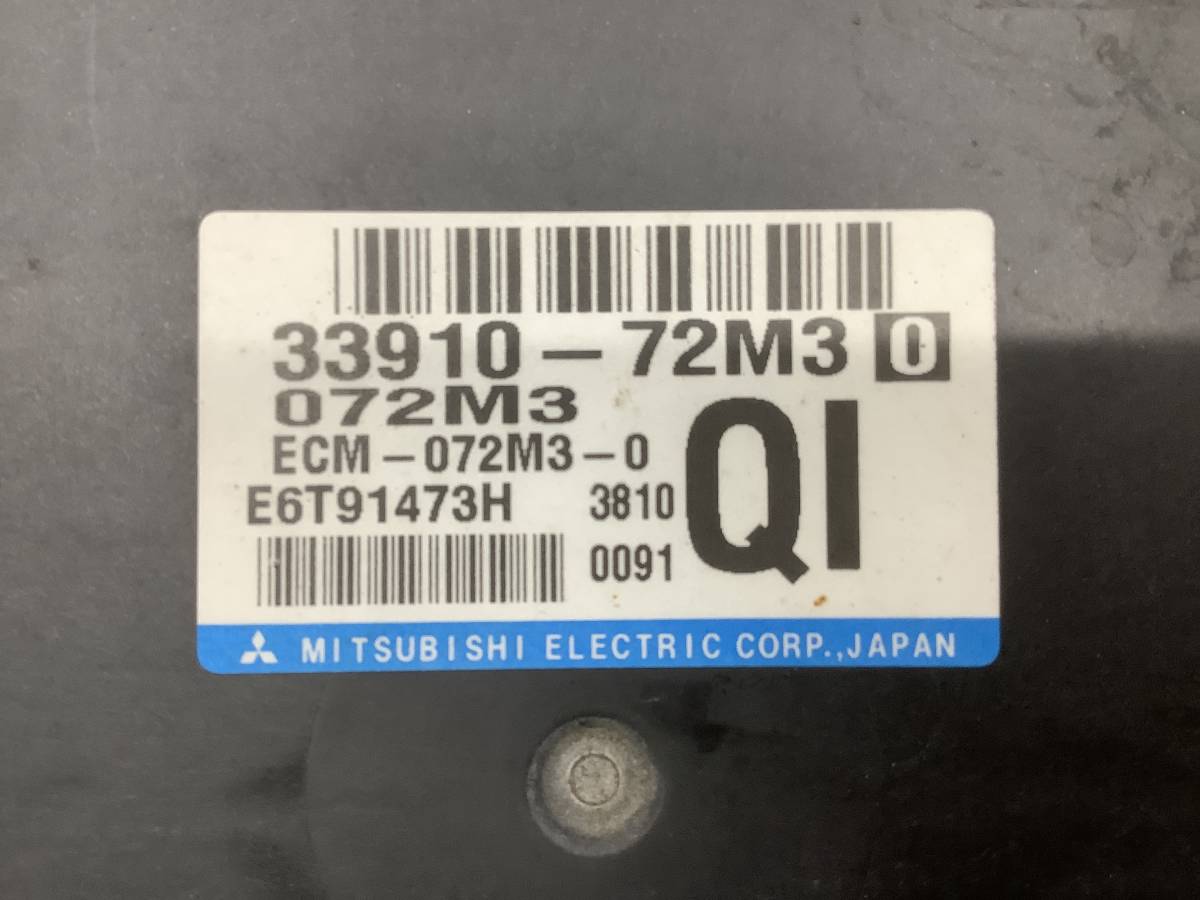 33910-72M3 0
072M3
ECM-072M3-0
E6T91473H 3810
0091
QI
MITSUBISHI ELECTRIC CORP.,JAPAN